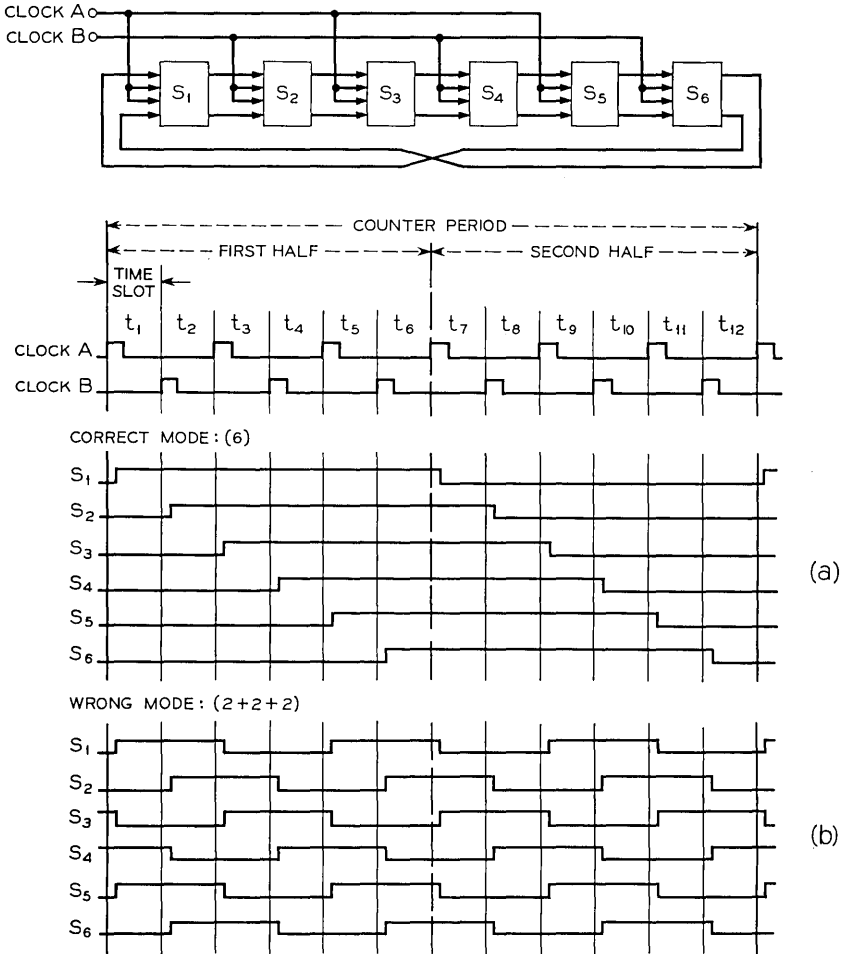 CLOCK A
CLOCK B
S1 S2 S3 S4 S5 S6
COUNTER PERIOD
FIRST HALF SECOND HALF
TIME
SLOT
t1 t2 t3 t4 t5 t6 t7 t8 t9 t10 t11 t12
CLOCK A
CLOCK B
CORRECT MODE: (6)
S1
S2
S3
S4
(a)
S5
S6
WRONG MODE: (2+2+2)
S1
S2
S3
(b)
S4
S5
S6